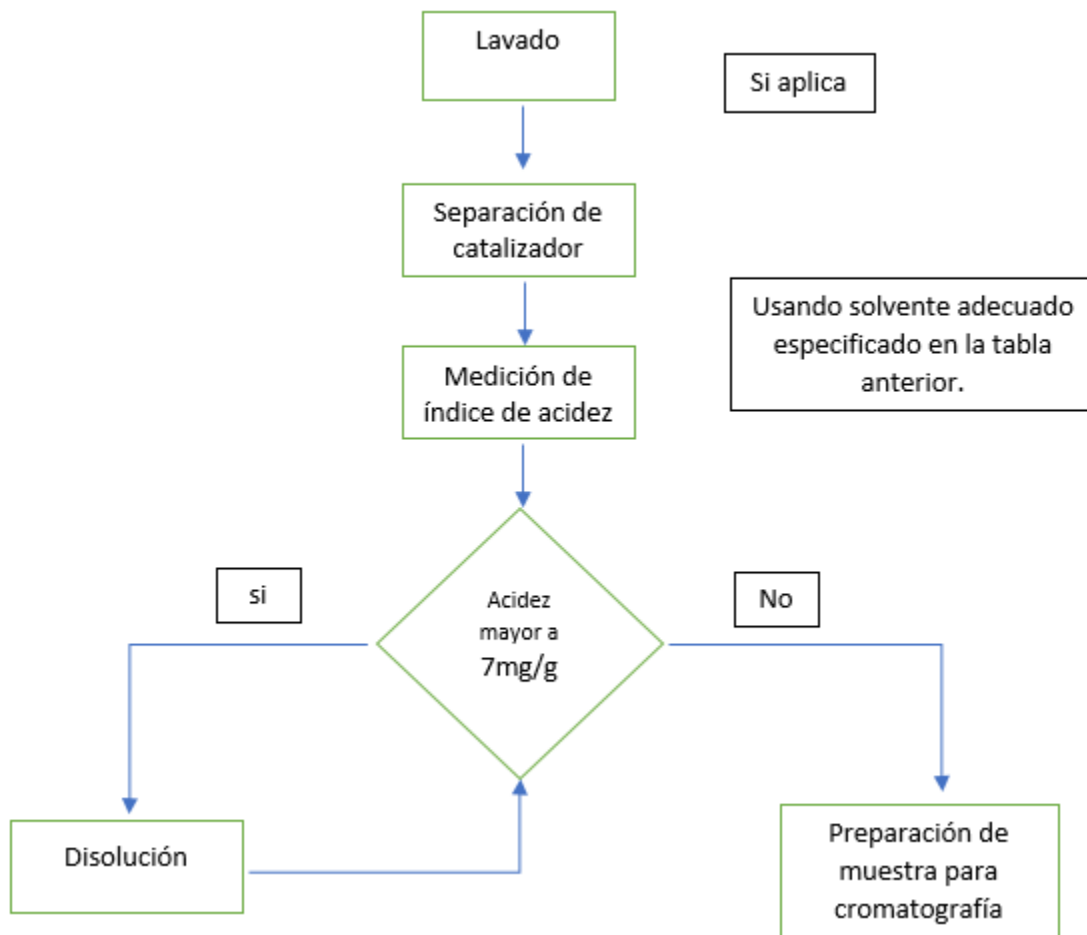 Lavado
Si aplica
Separación de
catalizador
Usando solvente adecuado
especificado en la tabla
anterior.
Medición de
índice de acidez
si
Acidez
mayor a
7mg/g
No
Disolución
Preparación de
muestra para
cromatografía